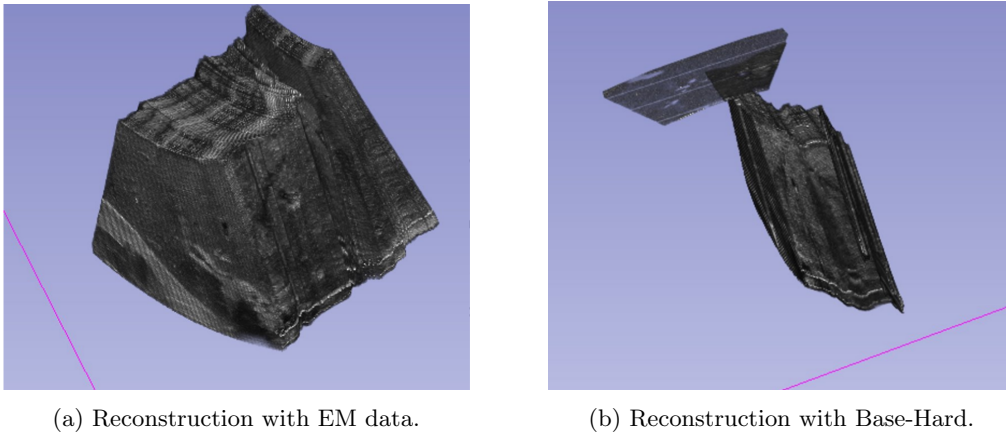 (a) Reconstruction with EM data.
(b) Reconstruction with Base-Hard.